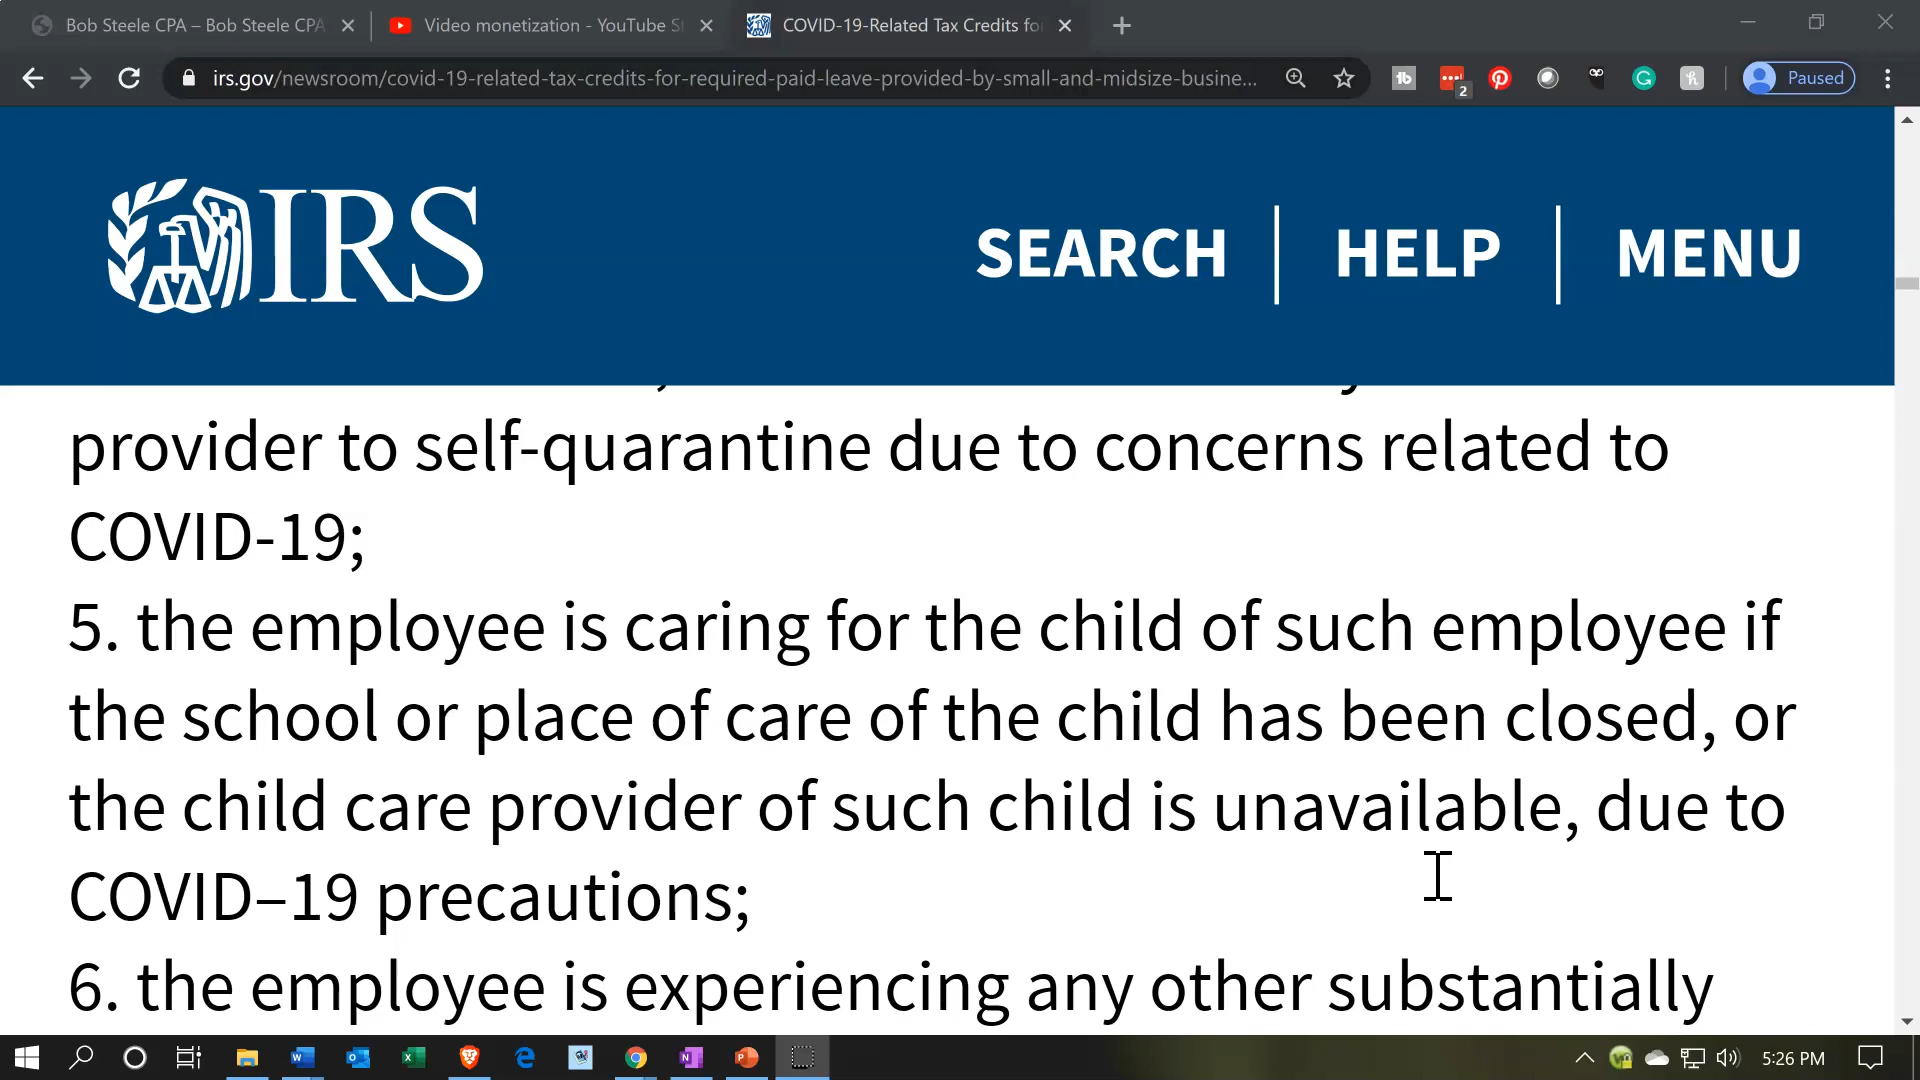 Bob Steele CPA – Bob Steele CPA
Video monetization - YouTube S
COVID-19-Related Tax Credits fo
irs.gov/newsroom/covid-19-related-tax-credits-for-required-paid-leave-provided-by-small-and-midsize-busine...
tb
2
Paused
IRS
SEARCH
HELP
MENU
provider to self-quarantine due to concerns related to
COVID-19;
5. the employee is caring for the child of such employee if
the school or place of care of the child has been closed, or
the child care provider of such child is unavailable, due to
COVID–19 precautions;
6. the employee is experiencing any other substantially
5:26 PM